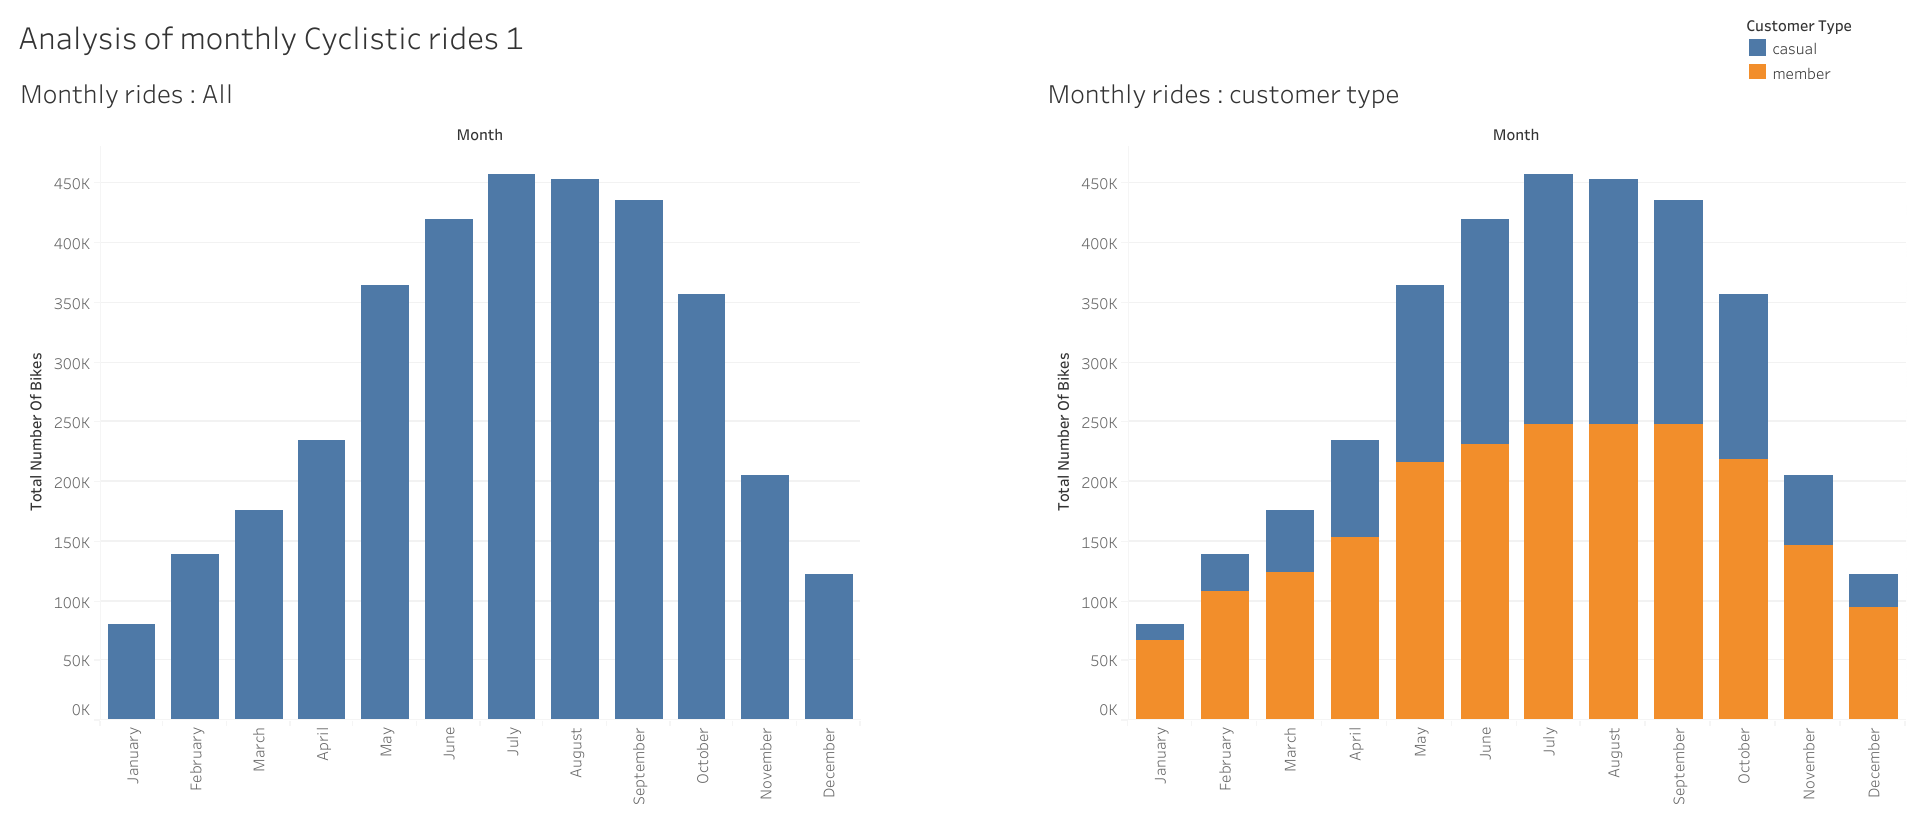 Analysis of monthly Cyclistic rides 1
Customer Type
casual
member
Monthly rides : All
Month
Total Number Of Bikes
450K
400K
350K
300K
250K
200K
150K
100K
50K
0K
January
February
March
April
May
June
July
August
September
October
November
December
Monthly rides : customer type
Month
Total Number Of Bikes
450K
400K
350K
300K
250K
200K
150K
100K
50K
0K
January
February
March
April
May
June
July
August
September
October
November
December